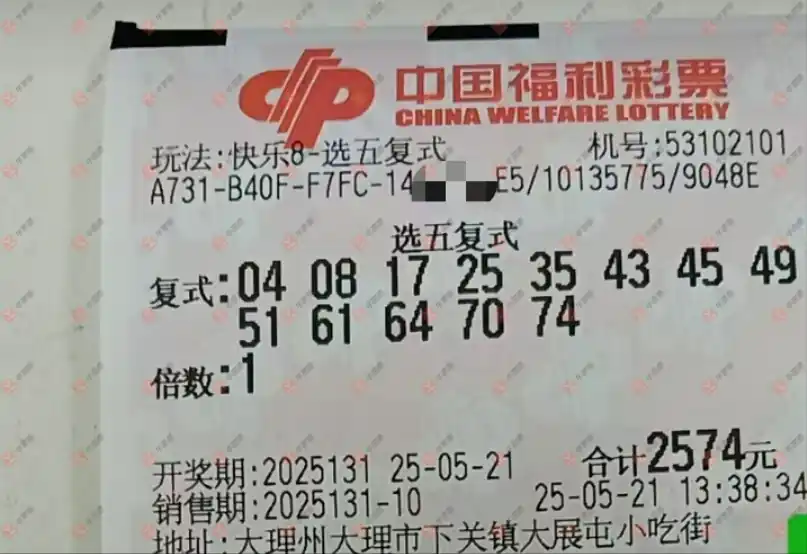 中国福利彩票
CHINA WELFARE LOTTERY
玩法:快乐8-选五复式 机号:53102101
A731-B40F-F7FC-14 E5/10135775/9048E
选五复式
复式:04 08 17 25 35 43 45 49
51 61 64 70 74
倍数:1
开奖期:2025131 25-05-21 合计2574元
销售期:2025131-10 25-05-21 13:38:34
地址:大理州大理市下关镇大展屯小吃街